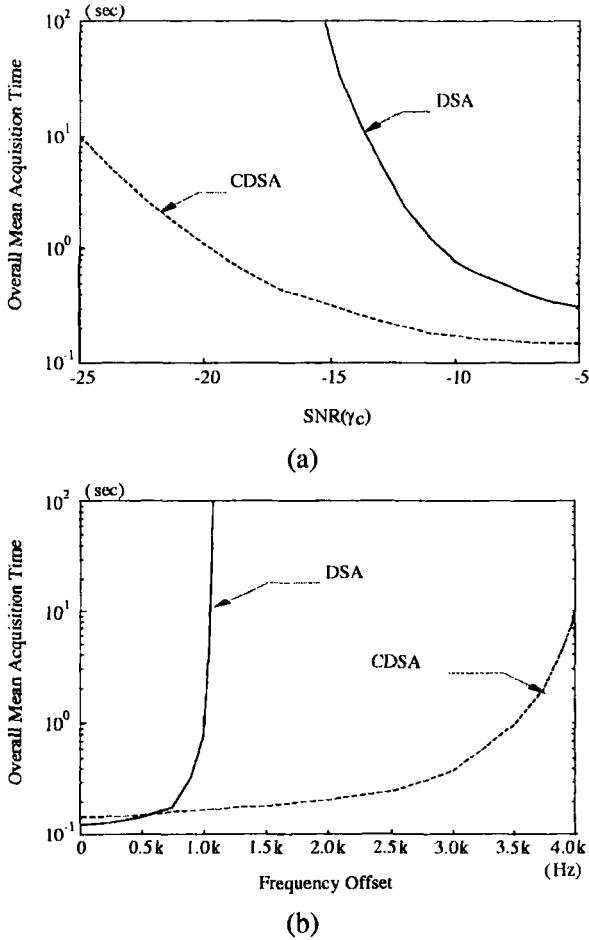 (sec)
Overall Mean Acquisition Time
10²
10¹
10⁰
10⁻¹
DSA
CDSA
-25
-20
-15
-10
-5
SNR(γc)
(a)
(sec)
Overall Mean Acquisition Time
10²
10¹
10⁰
10⁻¹
DSA
CDSA
0
0.5k
1.0k
1.5k
2.0k
2.5k
3.0k
3.5k
4.0k
(Hz)
Frequency Offset
(b)